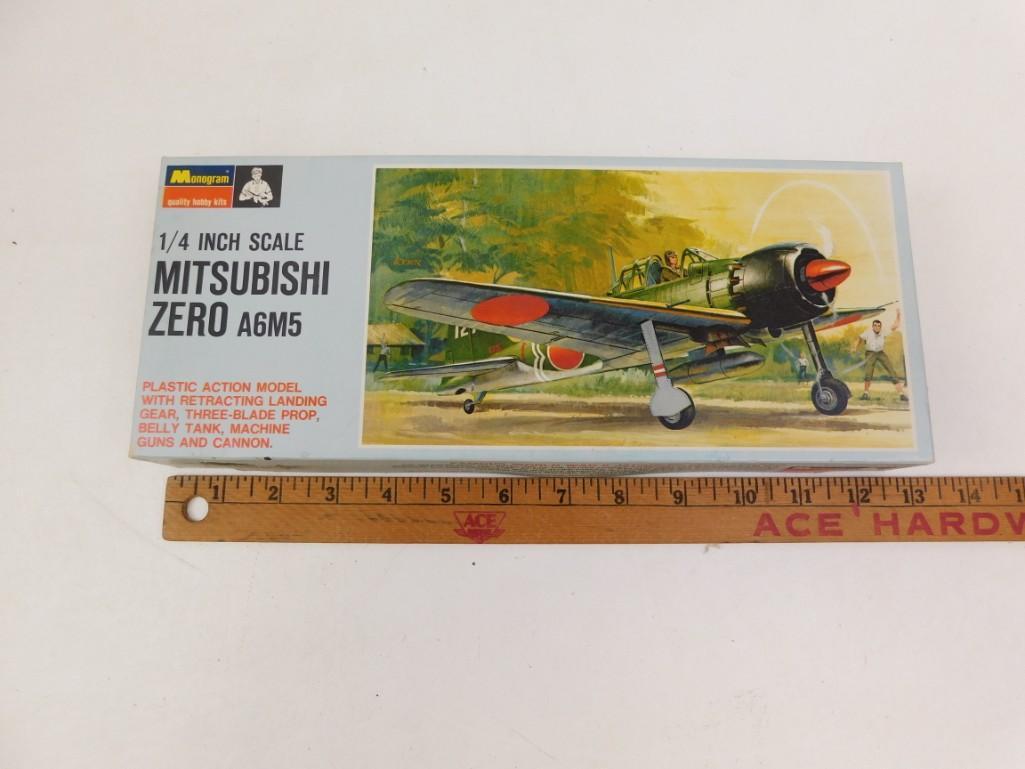 Monogram
quality hobby kits
1/4 INCH SCALE
MITSUBISHI
ZERO A6M5
PLASTIC ACTION MODEL
WITH RETRACTING LANDING
GEAR, THREE-BLADE PROP,
BELLY TANK, MACHINE
GUNS AND CANNON.
1 2 3 4 5 6 7 8 9 10 11 12 13 14
ACE ACE HARDW